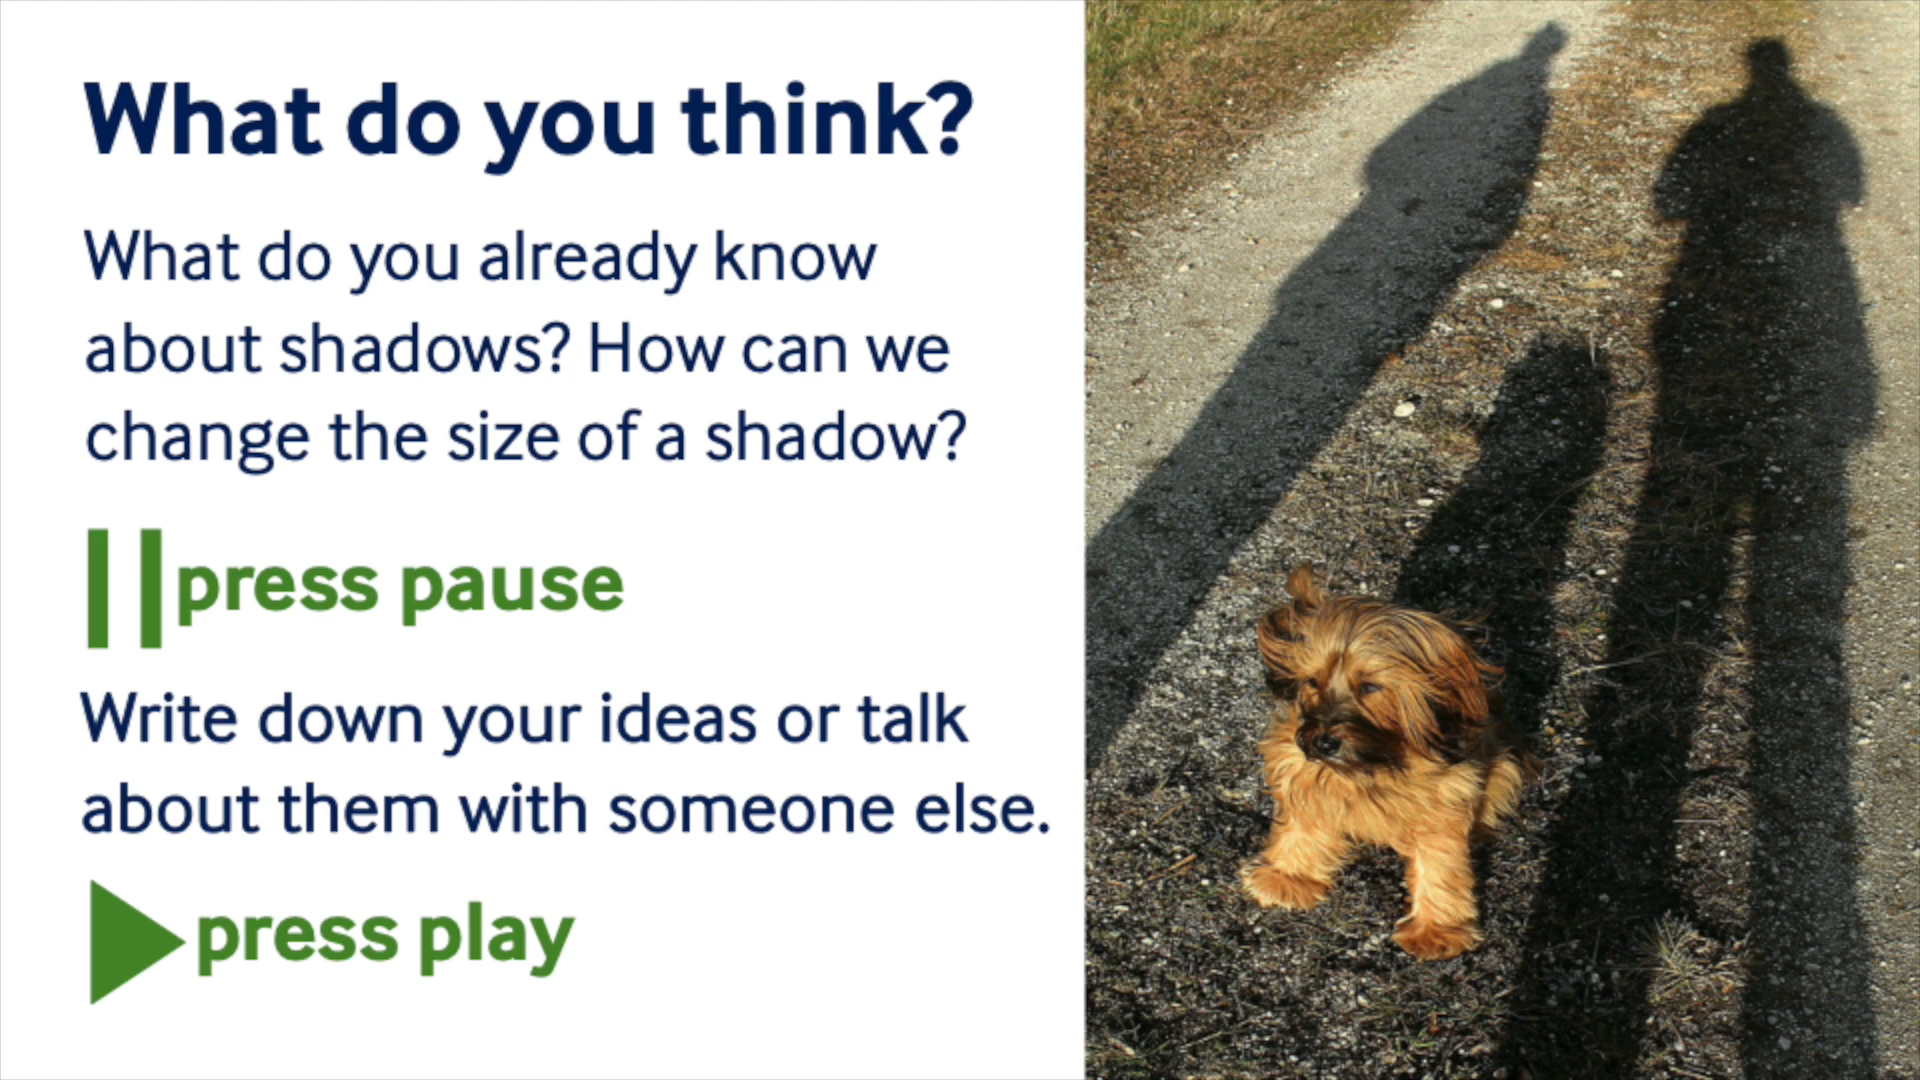 What do you think?
What do you already know
about shadows? How can we
change the size of a shadow?
press pause
Write down your ideas or talk
about them with someone else.
press play